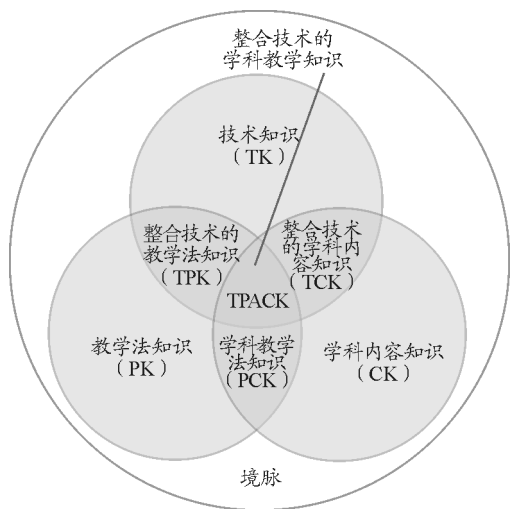 整合技术的
学科教学知识
技术知识
（TK）
整合技术的
教学法知识
（TPK）
整合技术
的学科内
容知识
（TCK）
TPACK
教学法知识
（PK）
学科教学
法知识
（PCK）
学科内容知识
（CK）
境脉